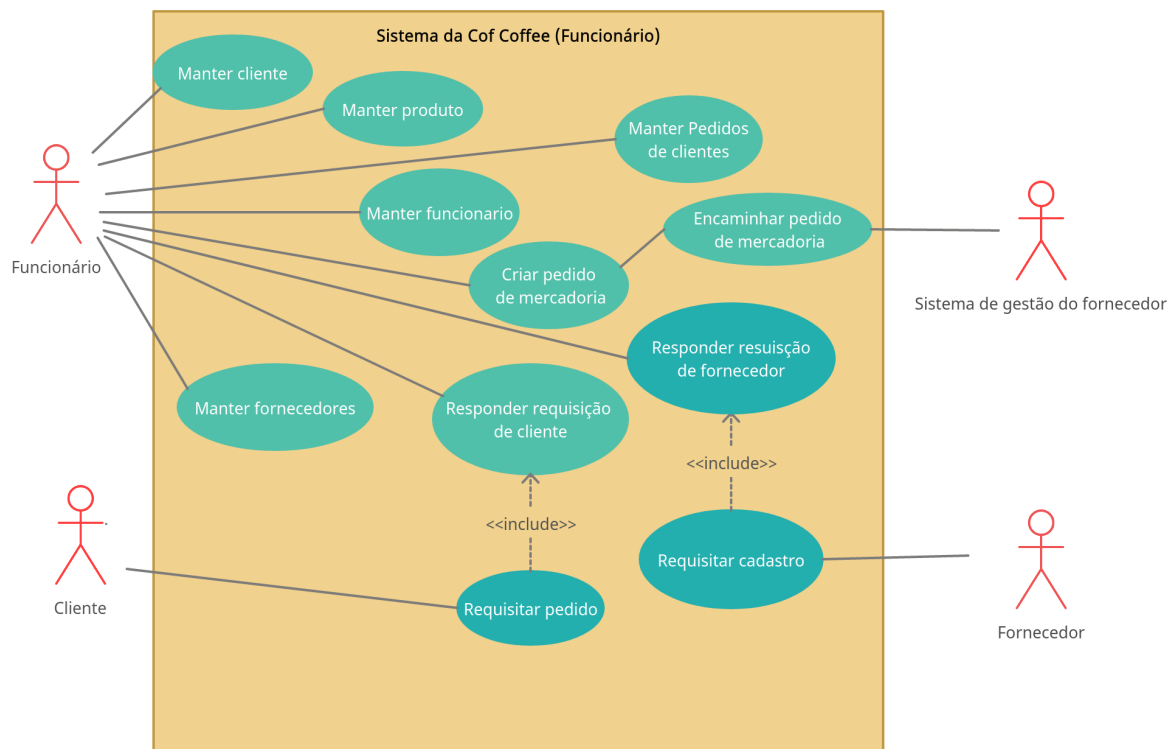 Sistema da Cof Coffee (Funcionário)
Manter cliente
Manter produto
Manter Pedidos
de clientes
Manter funcionario
Encaminhar pedido
de mercadoria
Funcionário
Criar pedido
de mercadoria
Sistema de gestão do fornecedor
Responder resuisção
de fornecedor
Manter fornecedores
Responder requisição
de cliente
<<include>>
<<include>>
Requisitar cadastro
Cliente
Requisitar pedido
Fornecedor